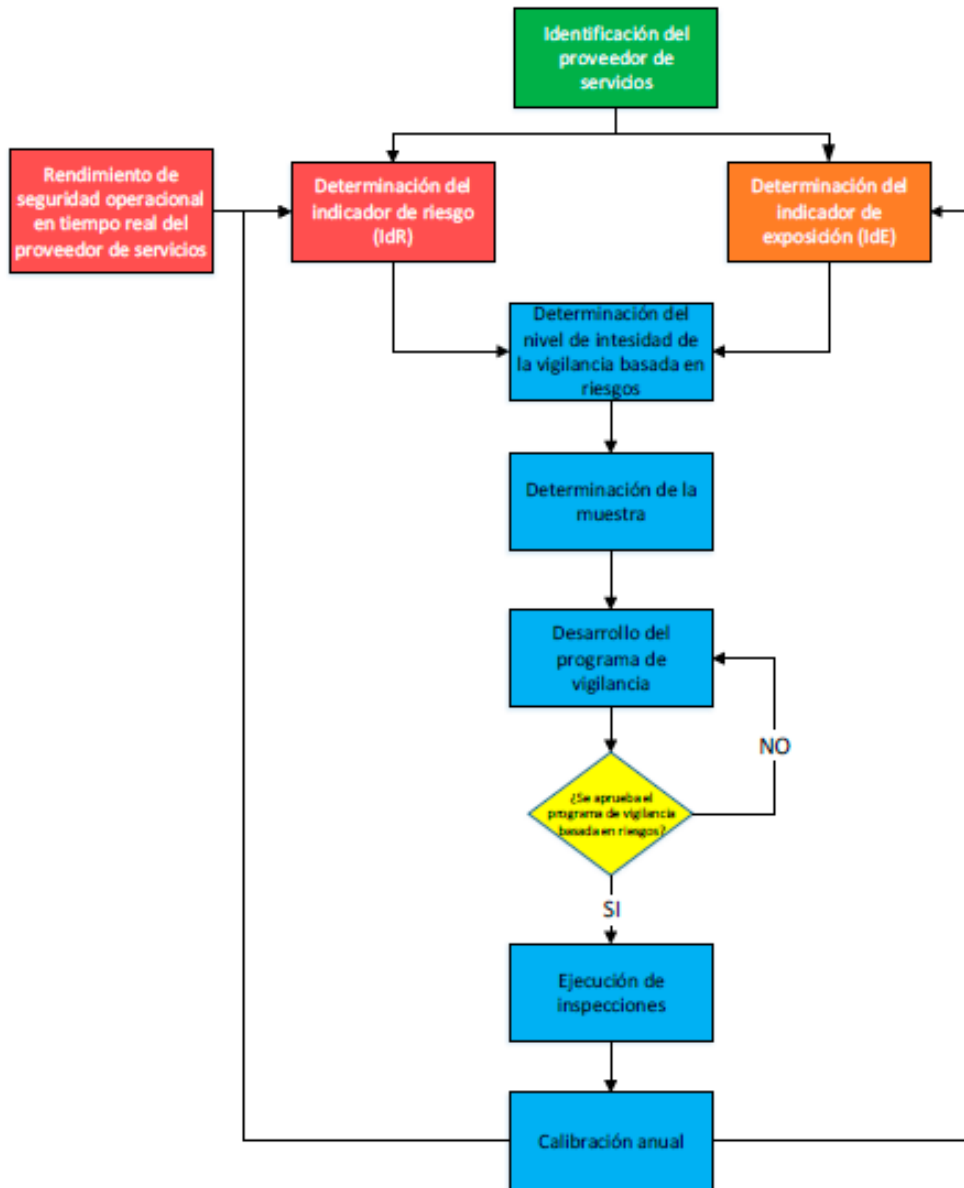 Identificación del
proveedor de
servicios
Rendimiento de
seguridad operacional
en tiempo real del
proveedor de servicios
Determinación del
indicador de riesgo
(IdR)
Determinación del
indicador de
exposición (IdE)
Determinación del
nivel de intesidad de
la vigilancia basada en
riesgos
Determinación de la
muestra
Desarrollo del
programa de
vigilancia
NO
¿Se aprueba el
programa de vigilancia
basada en riesgos?
SI
Ejecución de
inspecciones
Calibración anual